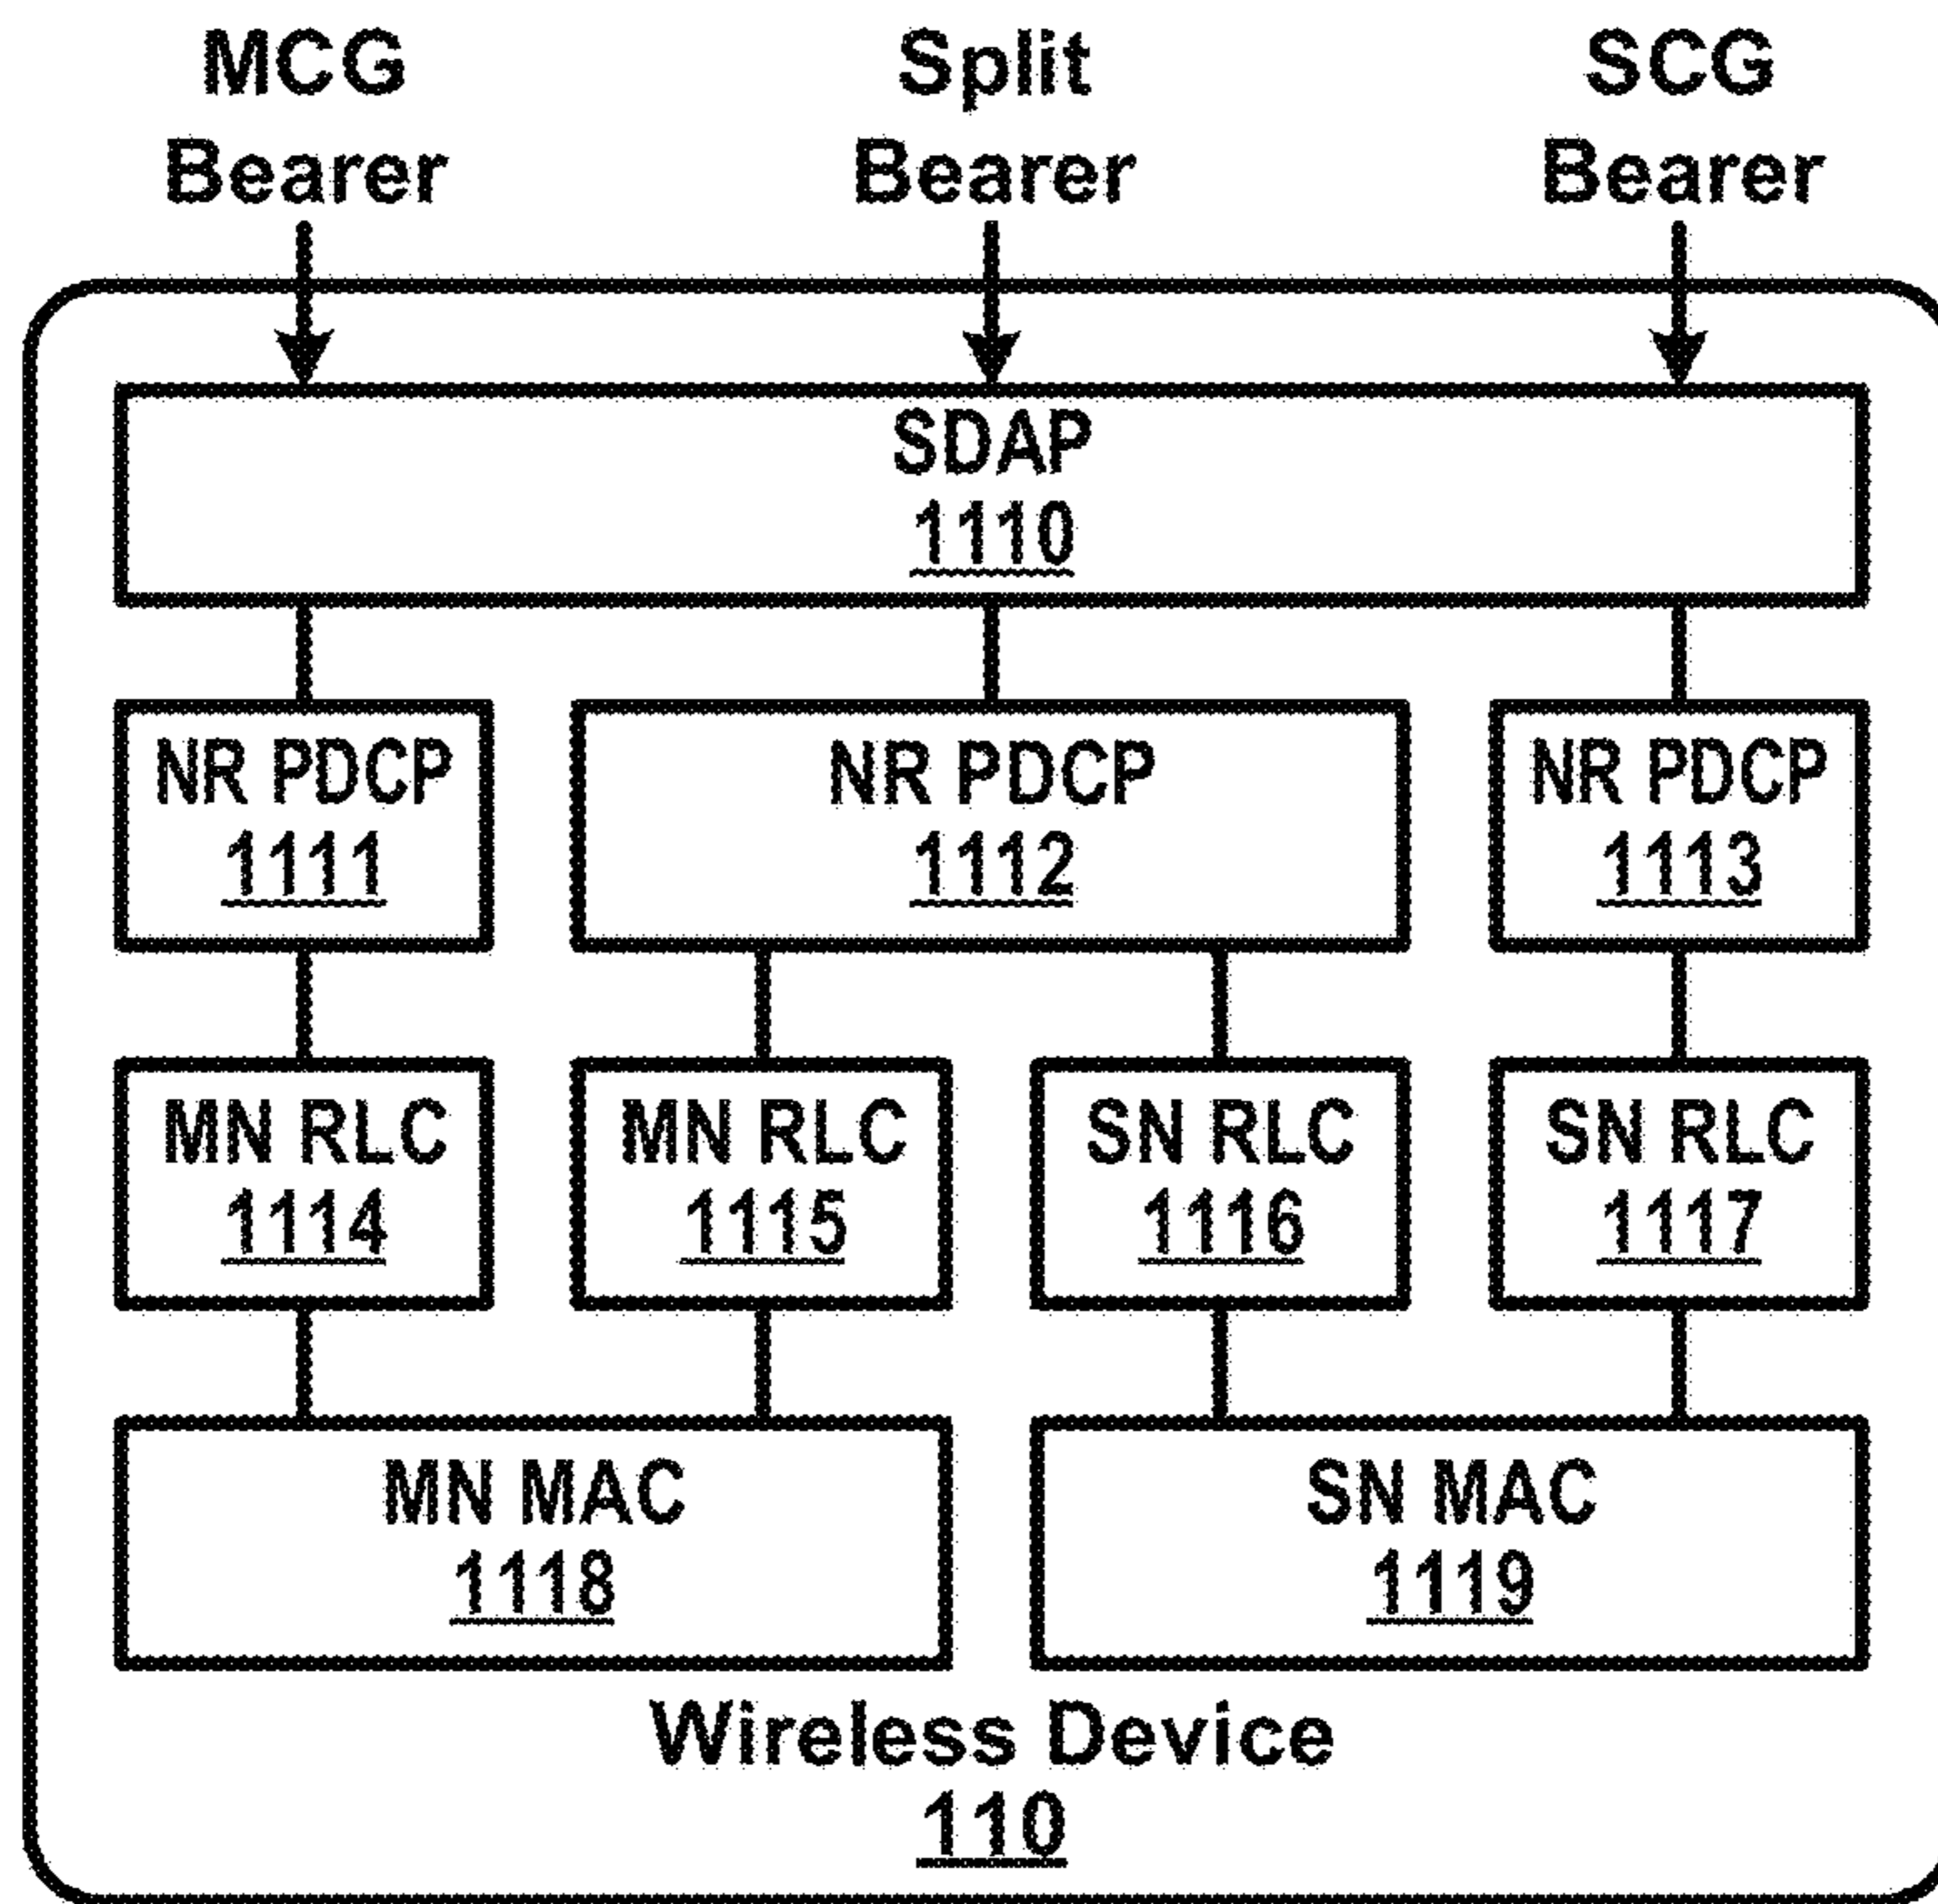 MCG
Bearer
Split
Bearer
SCG
Bearer
SDAP
1110
NR PDCP
1111
NR PDCP
1112
NR PDCP
1113
MN RLC
1114
MN RLC
1115
SN RLC
1116
SN RLC
1117
MN MAC
1118
SN MAC
1119
Wireless Device
110